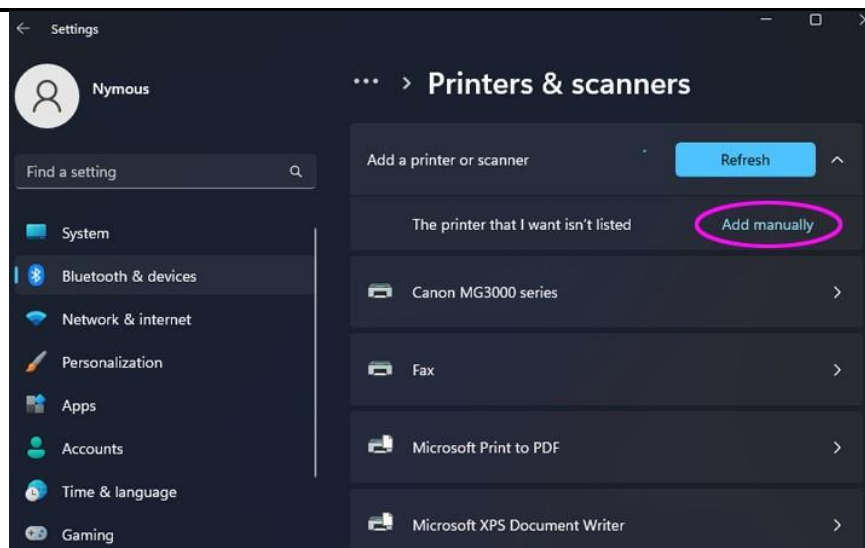 Settings
Nymous
Find a setting
System
Bluetooth & devices
Network & internet
Personalization
Apps
Accounts
Time & language
Gaming
••• > Printers & scanners
Add a printer or scanner Refresh
The printer that I want isn't listed Add manually
Canon MG3000 series
Fax
Microsoft Print to PDF
Microsoft XPS Document Writer